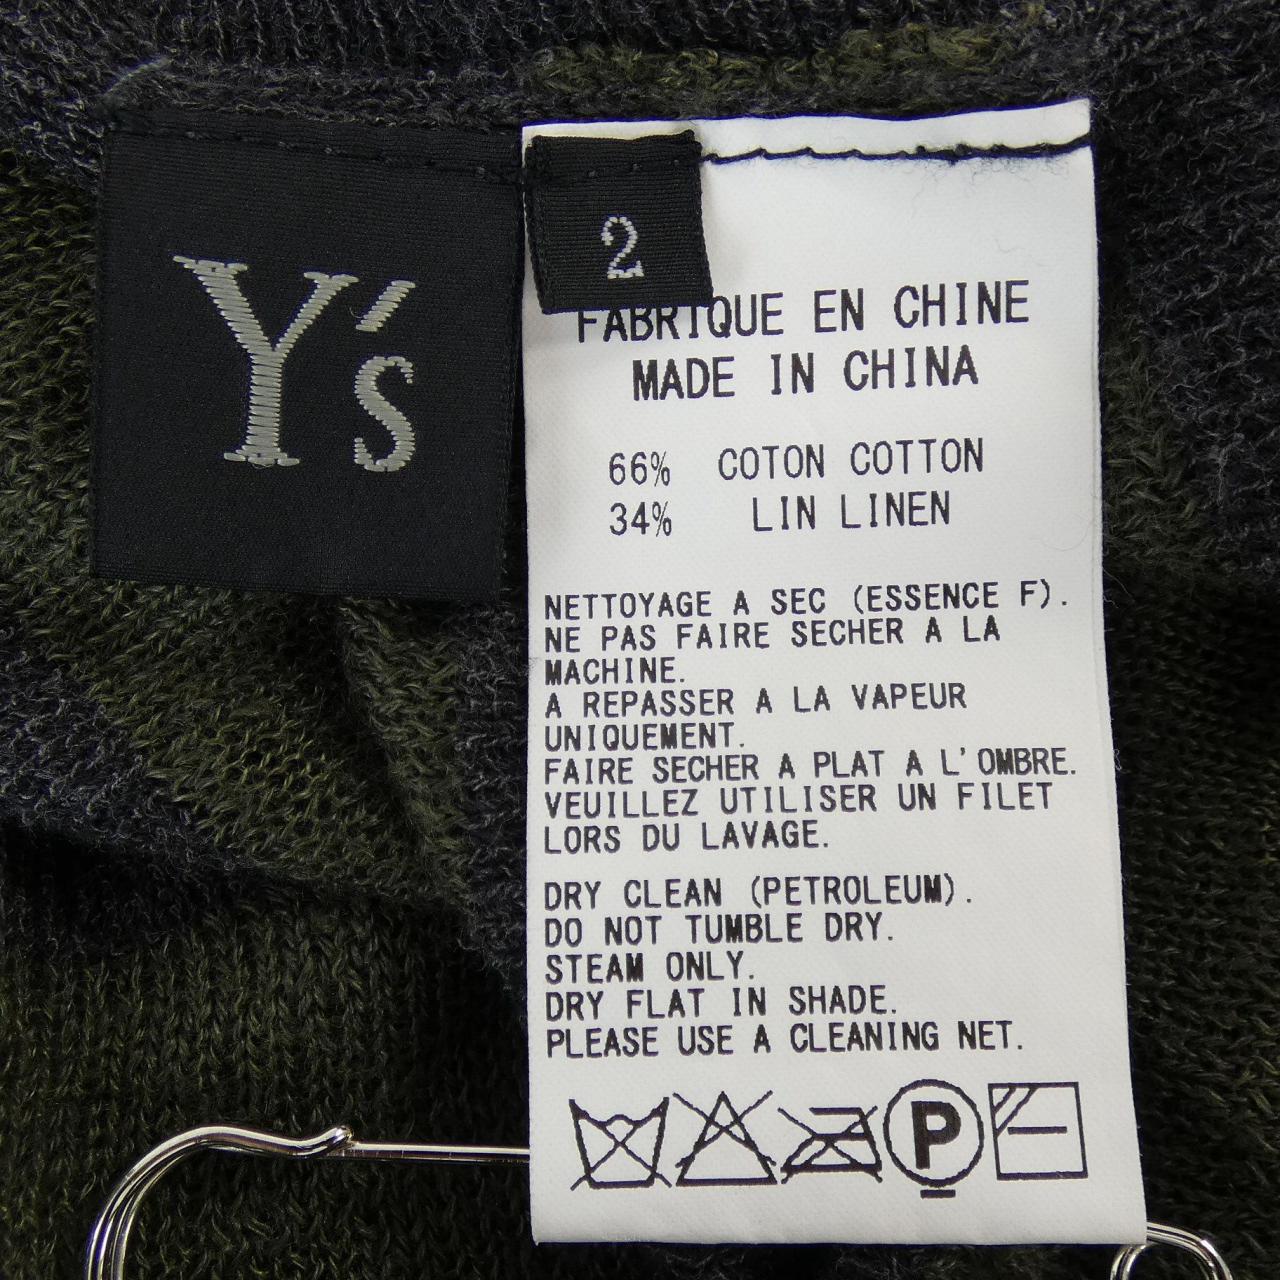 Y's
2
FABRIQUE EN CHINE
MADE IN CHINA
66% COTON COTTON
34% LIN LINEN
NETTOYAGE A SEC (ESSENCE F).
NE PAS FAIRE SECHER A LA
MACHINE.
A REPASSER A LA VAPEUR
UNIQUEMENT.
FAIRE SECHER A PLAT A L'OMBRE.
VEUILLEZ UTILISER UN FILET
LORS DU LAVAGE.
DRY CLEAN (PETROLEUM).
DO NOT TUMBLE DRY.
STEAM ONLY.
DRY FLAT IN SHADE.
PLEASE USE A CLEANING NET.
P